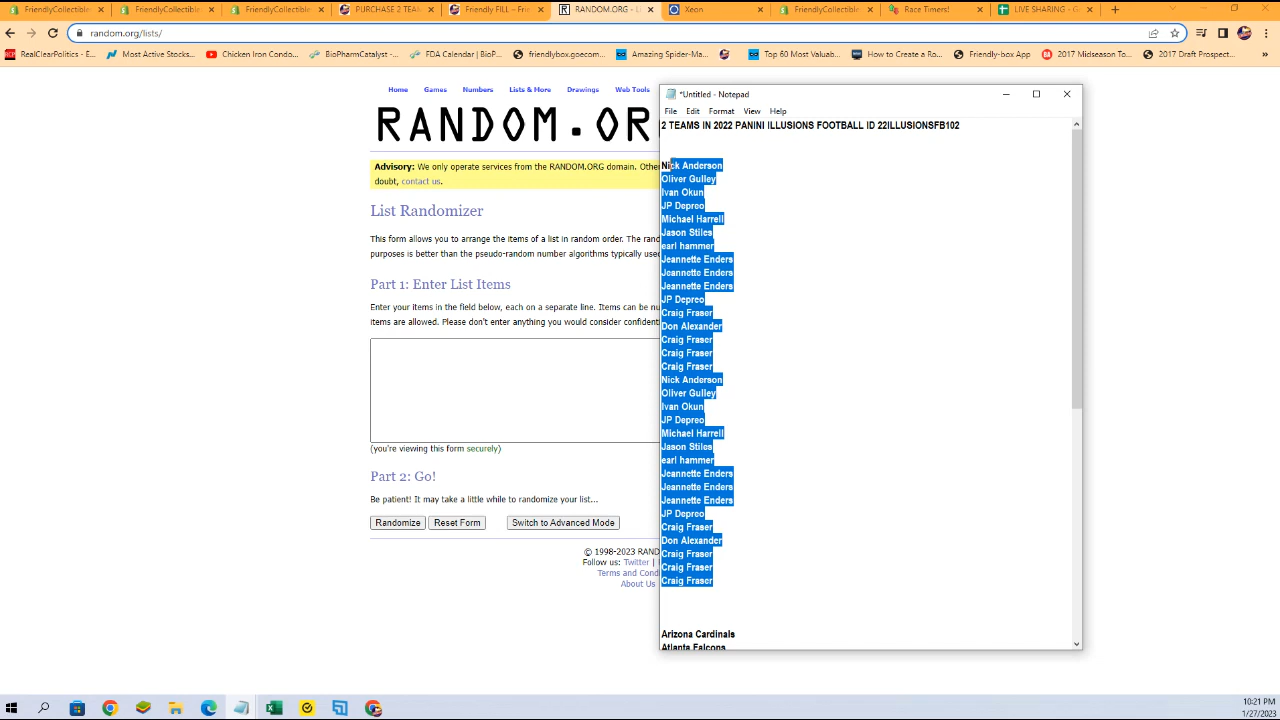 FriendlyCollectible
FriendlyCollectible
FriendlyCollectible
PURCHASE 2 TEA
Friendly FILL – Frie
RANDOM.ORG - L
Xeon
FriendlyCollectible
Race Timers!
LIVE SHARING - G
random.org/lists/
RealClearPolitics - E...
Most Active Stocks...
Chicken Iron Condo...
BioPharmCatalyst -...
FDA Calendar | BioP...
friendlybox.goecom...
Amazing Spider-Ma...
Top 60 Most Valuab...
How to Create a Ro...
Friendly-box App
2017 Midseason To...
2017 Draft Prospect...
Home
Games
Numbers
Lists & More
Drawings
Web Tools
RANDOM.OR
Advisory: We only operate services from the RANDOM.ORG domain. Othe
doubt, contact us.
List Randomizer
This form allows you to arrange the items of a list in random order. The rand
purposes is better than the pseudo-random number algorithms typically used
Part 1: Enter List Items
Enter your items in the field below, each on a separate line. Items can be nu
items are allowed. Please don't enter anything you would consider confident
(you're viewing this form securely)
Part 2: Go!
Be patient! It may take a little while to randomize your list...
Randomize
Reset Form
Switch to Advanced Mode
© 1998-2023 RAND
Follow us: Twitter |
Terms and Cond
About Us
*Untitled - Notepad
File
Edit
Format
View
Help
2 TEAMS IN 2022 PANINI ILLUSIONS FOOTBALL ID 22ILLUSIONSFB102
Nick Anderson
Oliver Gulley
Ivan Okun
JP Depreo
Michael Harrell
Jason Stiles
earl hammer
Jeannette Enders
Jeannette Enders
Jeannette Enders
JP Depreo
Craig Fraser
Don Alexander
Craig Fraser
Craig Fraser
Craig Fraser
Nick Anderson
Oliver Gulley
Ivan Okun
JP Depreo
Michael Harrell
Jason Stiles
earl hammer
Jeannette Enders
Jeannette Enders
Jeannette Enders
JP Depreo
Craig Fraser
Don Alexander
Craig Fraser
Craig Fraser
Craig Fraser
Arizona Cardinals
Atlanta Falcons
10:21 PM
1/27/2023